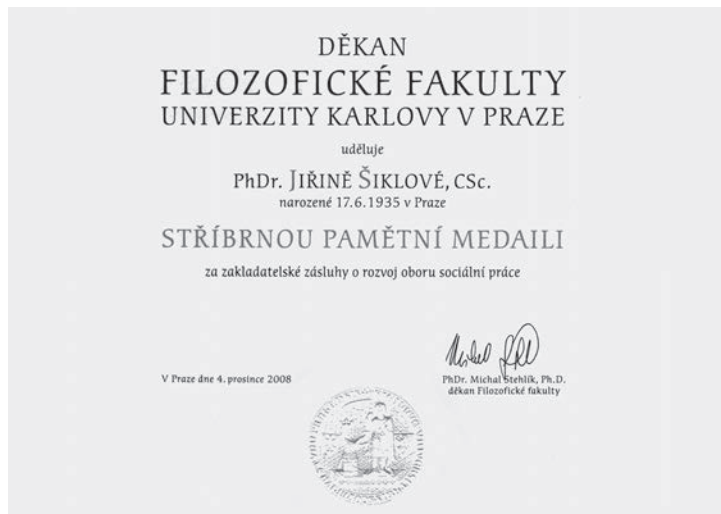 DĚKAN
FILOZOFICKÉ FAKULTY
UNIVERZITY KARLOVY V PRAZE
uděluje
PhDr. JIŘINĚ ŠIKLOVÉ, CSc.
narozené 17.6.1935 v Praze
STŘÍBRNOU PAMĚTNÍ MEDAILI
za zakladatelské zásluhy o rozvoj oboru sociální práce
V Praze dne 4. prosince 2008
PhDr. Michal Stehlík, Ph.D.
děkan Filozofické fakulty